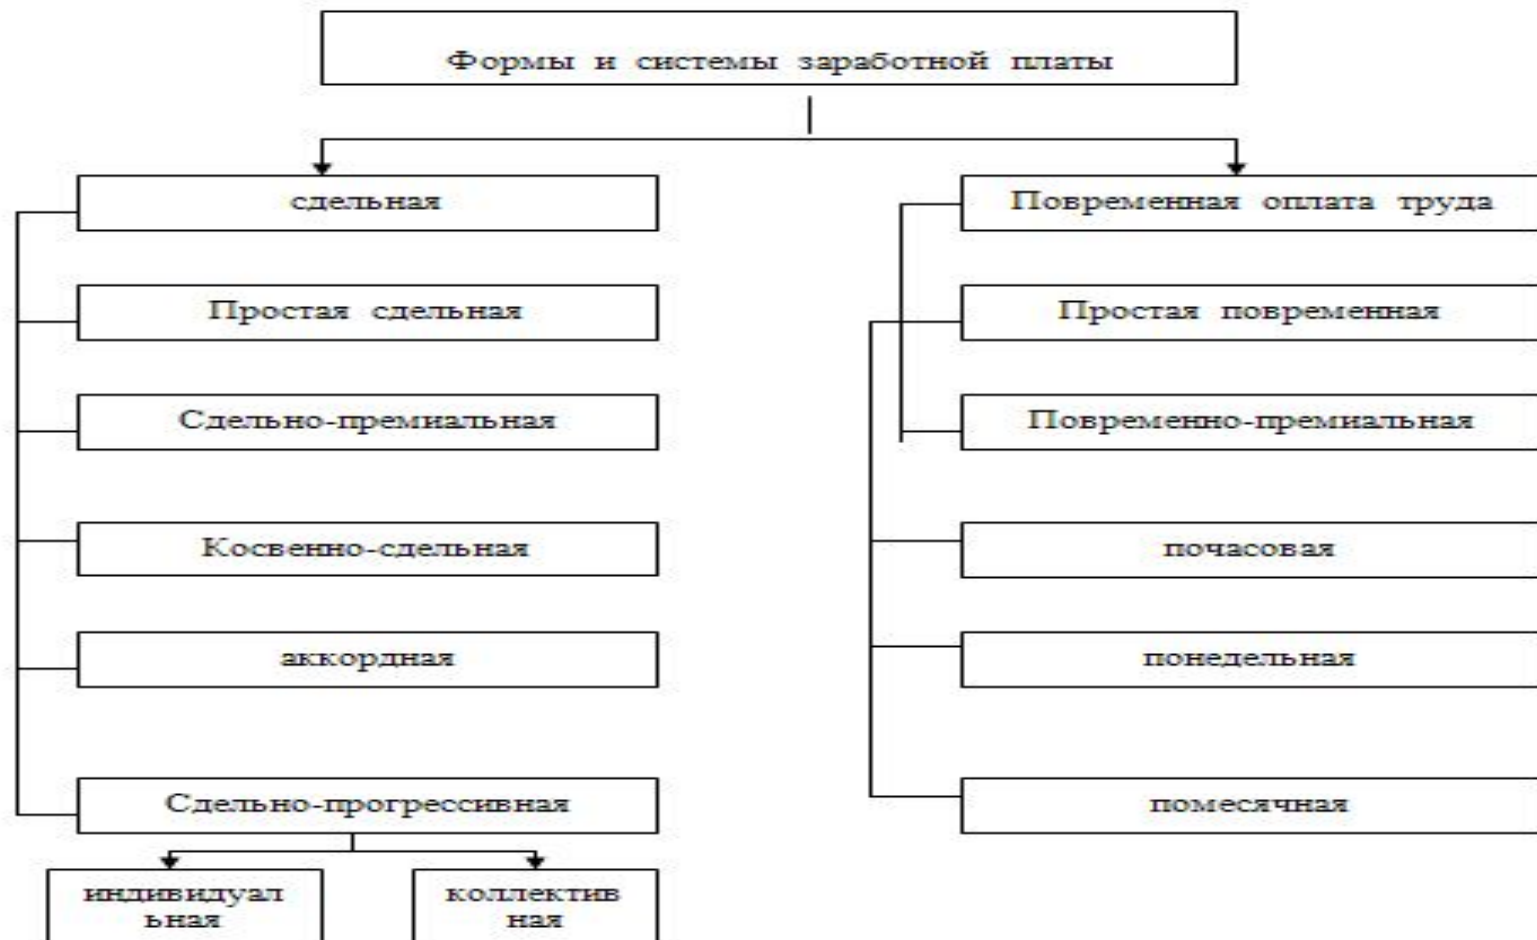 Формы и системы заработной платы
сдельная
Повременная оплата труда
Простая сдельная
Простая повременная
Сдельно-премиальная
Повременно-премиальная
Косвенно-сдельная
почасовая
аккордная
понедельная
Сдельно-прогрессивная
помесячная
индивидуал
ьная
коллектив
ная